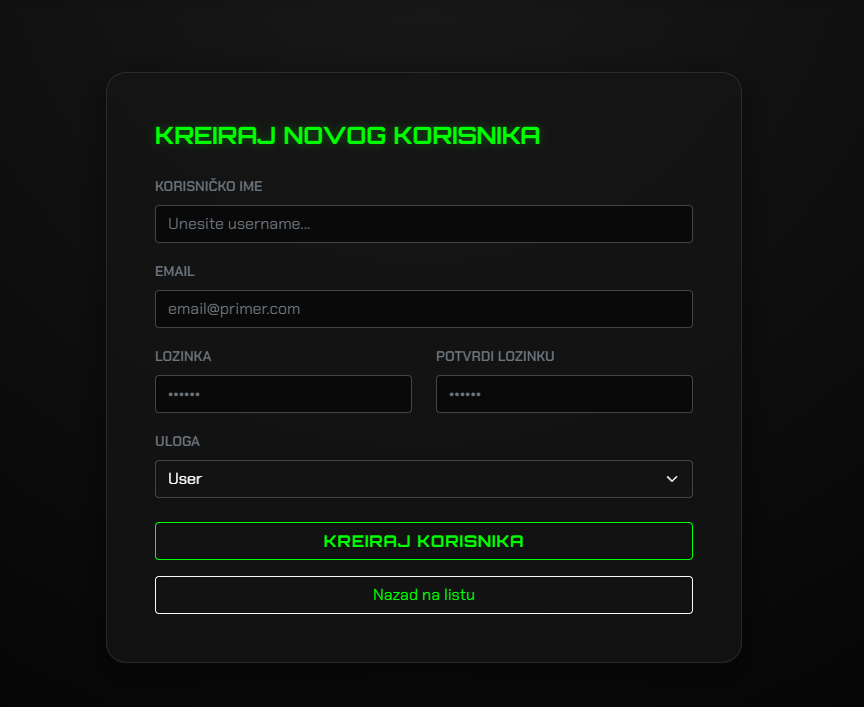 KREIRAJ NOVOG KORISNIKA
KORISNIČKO IME
Unesite username...
EMAIL
email@primer.com
LOZINKA
POTVRDI LOZINKU
••••••
••••••
ULOGA
User
KREIRAJ KORISNIKA
Nazad na listu